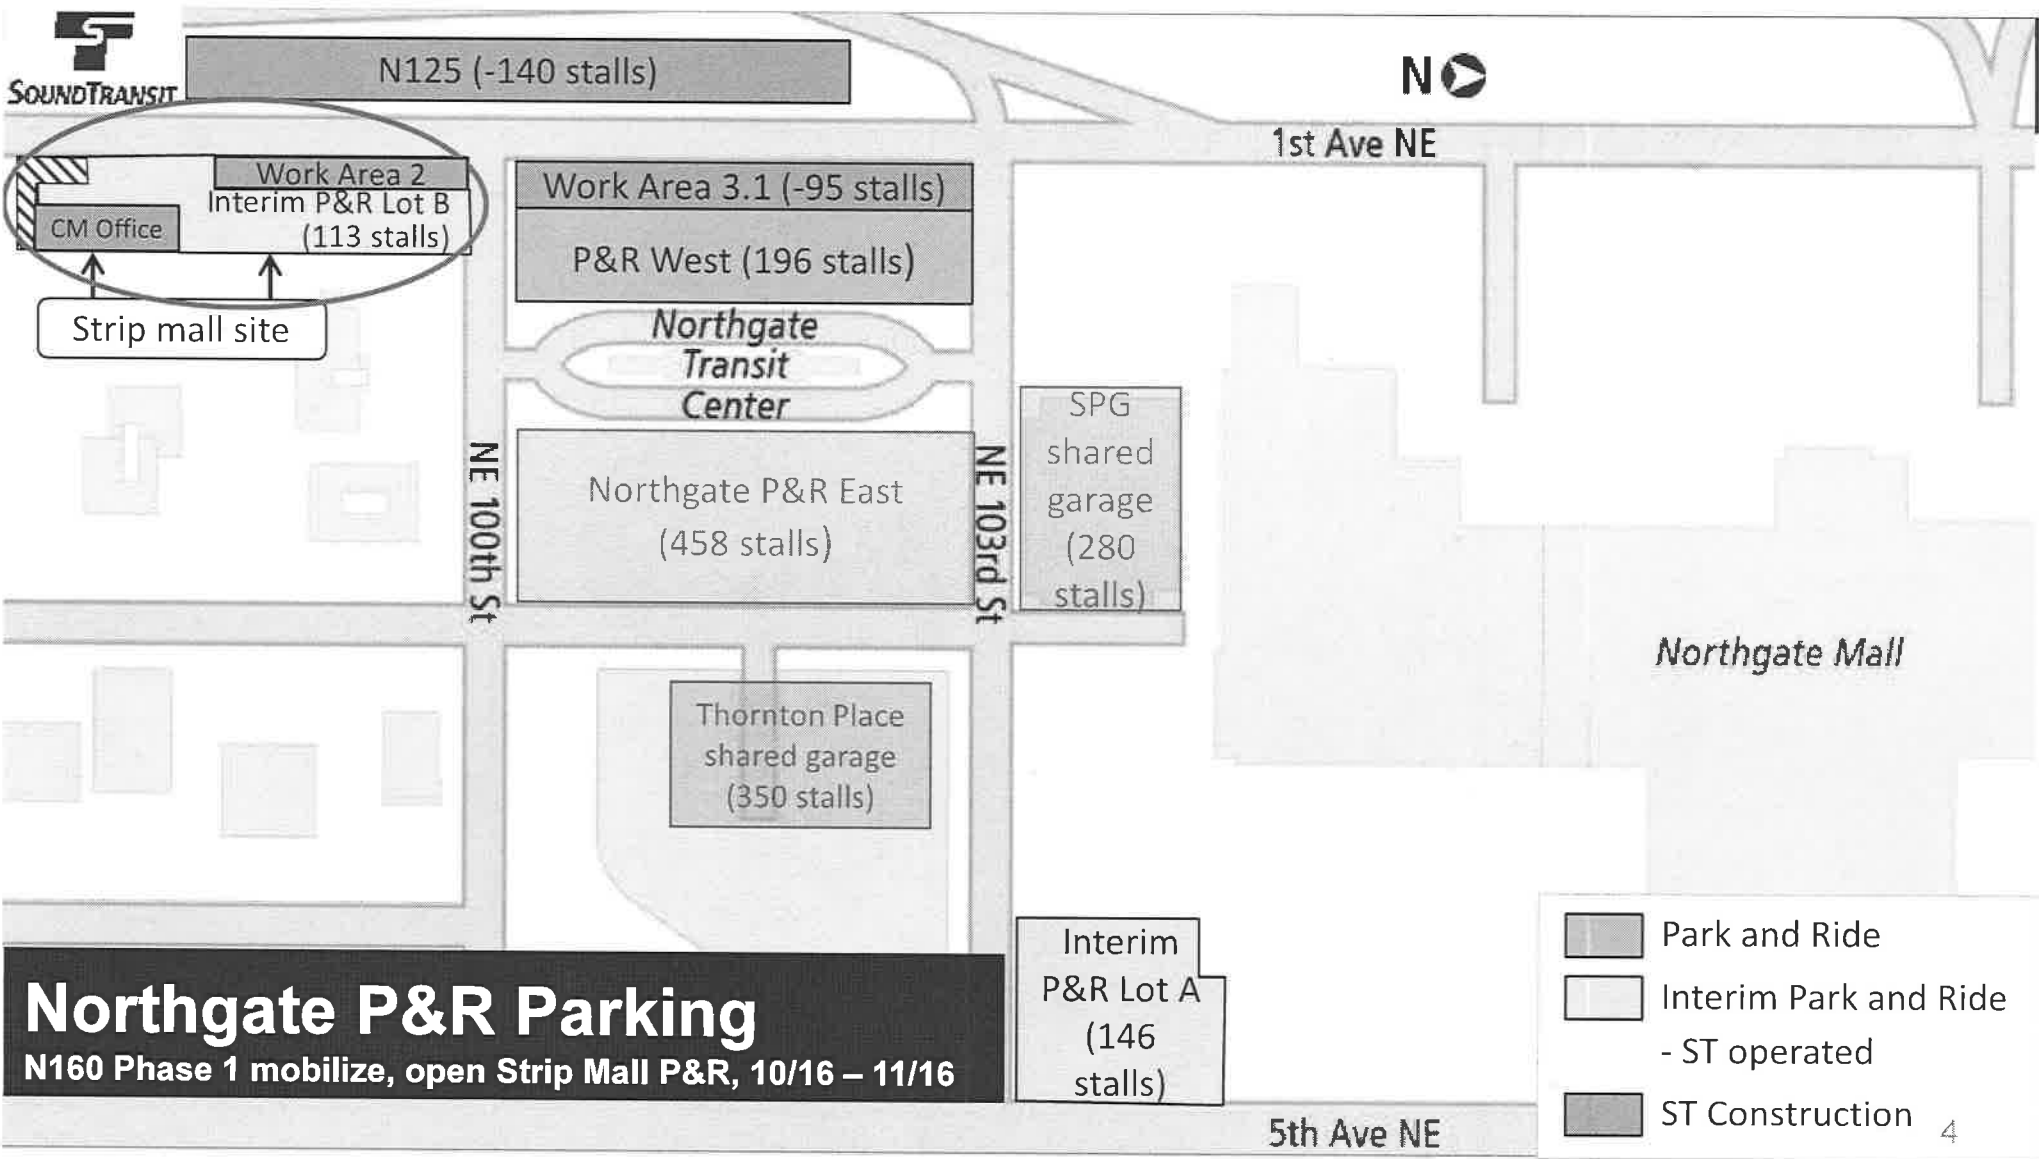 ST
SOUNDTRANSIT
N125 (-140 stalls)
N
1st Ave NE
Work Area 2
Interim P&R Lot B
(113 stalls)
CM Office
Strip mall site
Work Area 3.1 (-95 stalls)
P&R West (196 stalls)
Northgate
Transit
Center
NE 100th St
Northgate P&R East
(458 stalls)
NE 103rd St
SPG
shared
garage
(280
stalls)
Northgate Mall
Thornton Place
shared garage
(350 stalls)
Interim
P&R Lot A
(146
stalls)
Northgate P&R Parking
N160 Phase 1 mobilize, open Strip Mall P&R, 10/16 – 11/16
5th Ave NE
Park and Ride
Interim Park and Ride
- ST operated
ST Construction
4